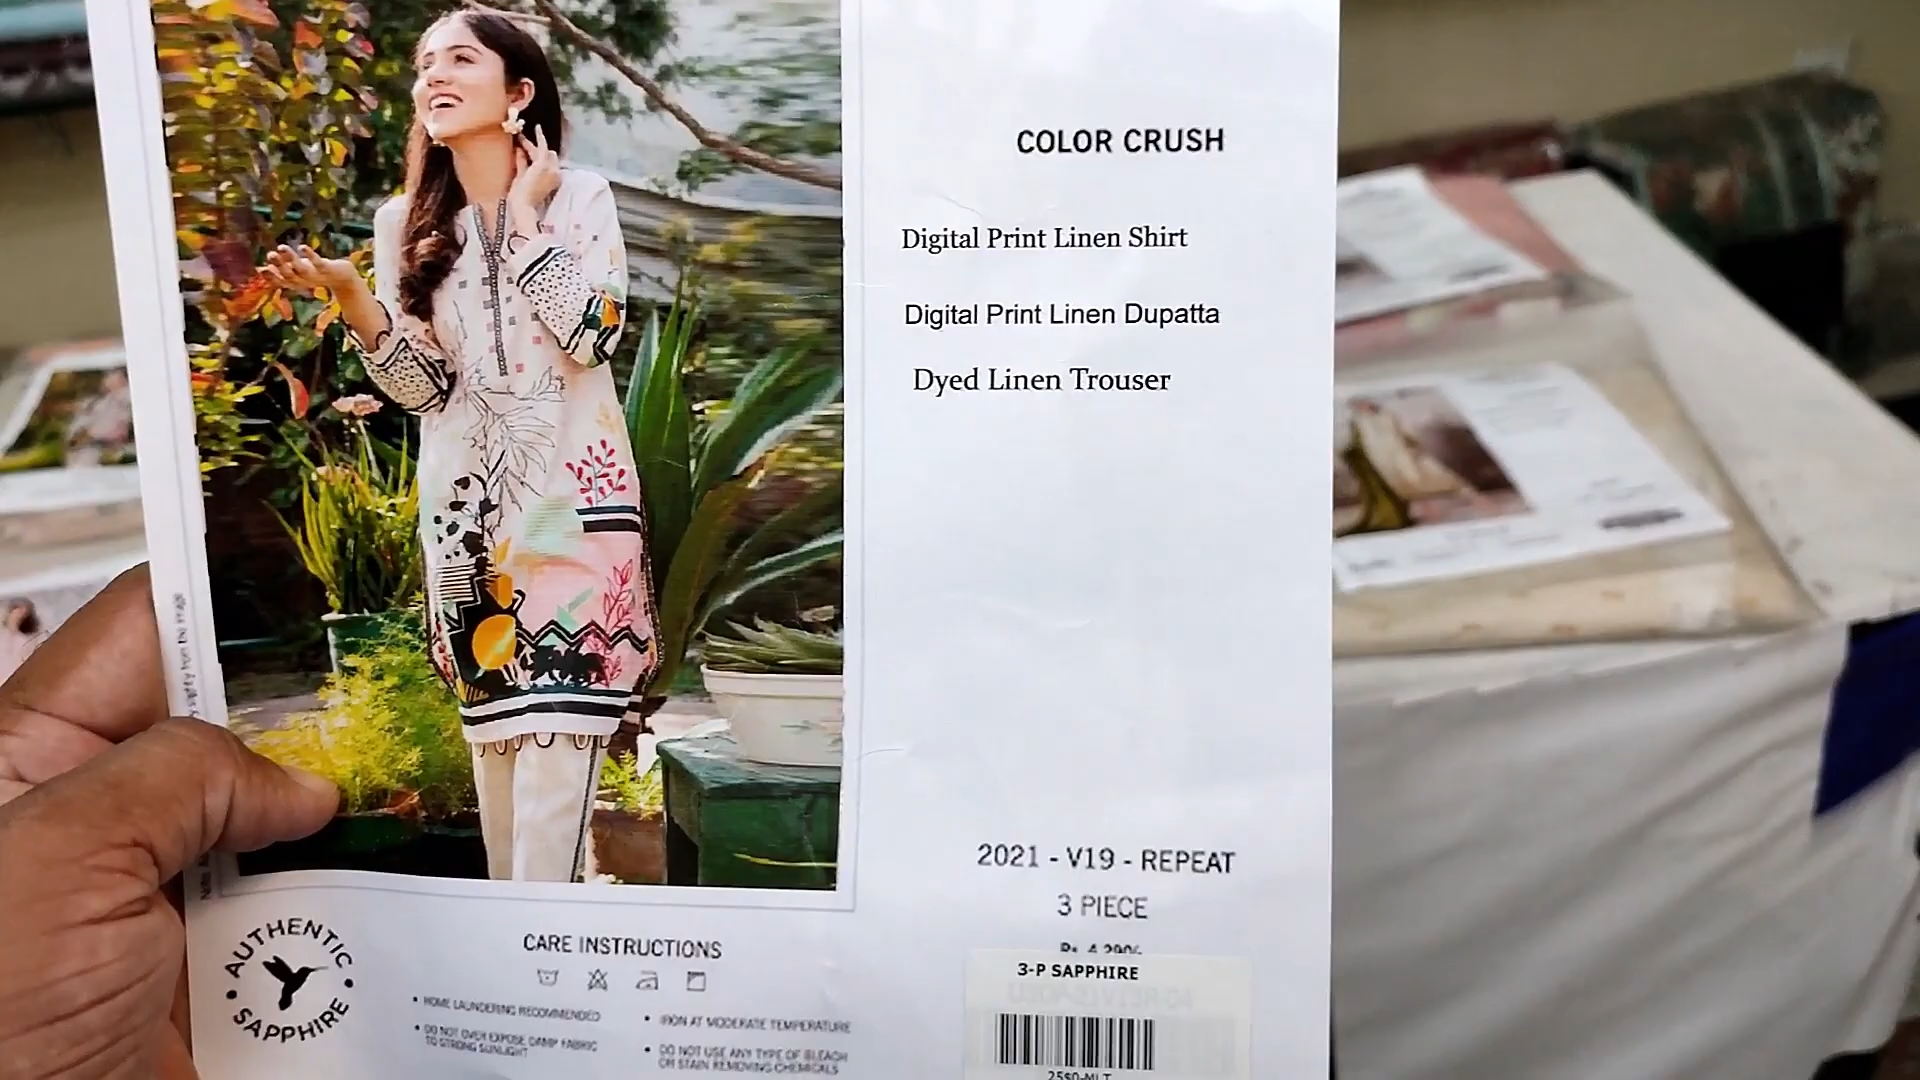 COLOR CRUSH
Digital Print Linen Shirt
Digital Print Linen Dupatta
Dyed Linen Trouser
2021 - V19 - REPEAT
3 PIECE
3-P SAPPHIRE
AUTHENTIC
SAPPHIRE
CARE INSTRUCTIONS
• HOME LAUNDERING RECOMMENDED
• DO NOT OVER EXPOSE DAMP FABRIC
TO STRONG SUNLIGHT
• IRON AT MODERATE TEMPERATURE
• DO NOT USE ANY TYPE OF BLEACH
OR STAIN REMOVING CHEMICALS